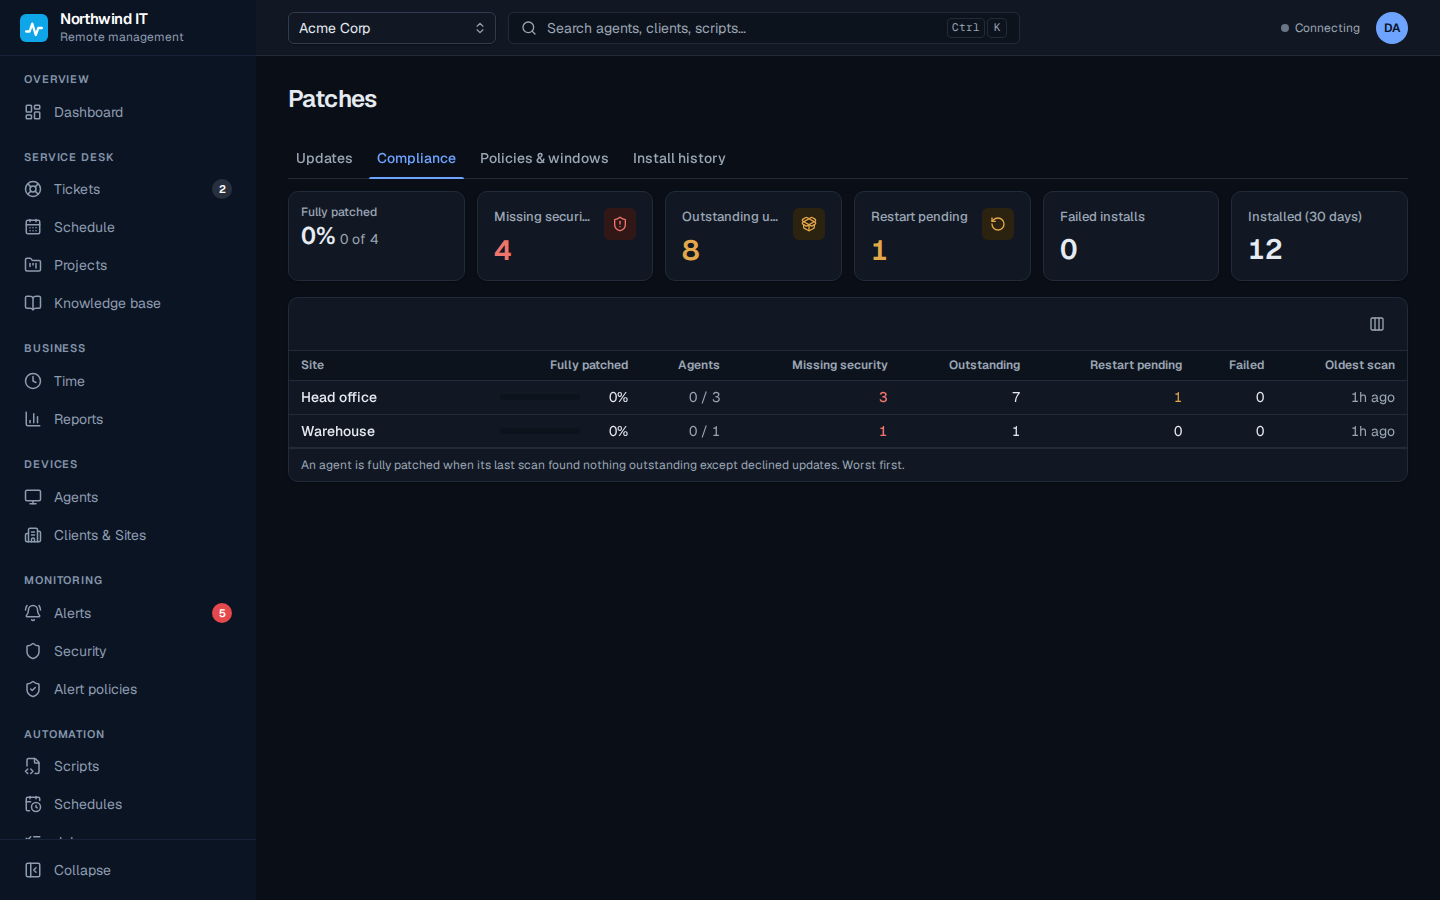 Northwind IT
Remote management
Acme Corp
Search agents, clients, scripts...
Ctrl K
Connecting
DA
OVERVIEW
Dashboard
SERVICE DESK
Tickets 2
Schedule
Projects
Knowledge base
BUSINESS
Time
Reports
DEVICES
Agents
Clients & Sites
MONITORING
Alerts 5
Security
Alert policies
AUTOMATION
Scripts
Schedules
Collapse
Patches
Updates Compliance Policies & windows Install history
Fully patched
0% 0 of 4
Missing securi...
4
Outstanding u...
8
Restart pending
1
Failed installs
0
Installed (30 days)
12
Site Fully patched Agents Missing security Outstanding Restart pending Failed Oldest scan
Head office 0% 0 / 3 3 7 1 0 1h ago
Warehouse 0% 0 / 1 1 1 0 0 1h ago
An agent is fully patched when its last scan found nothing outstanding except declined updates. Worst first.